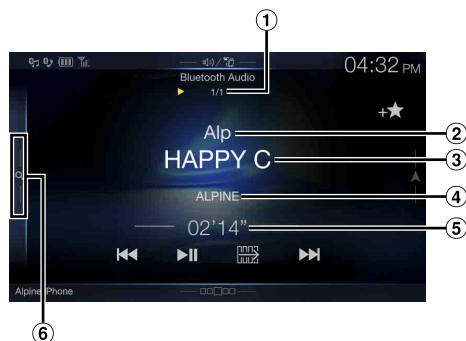 ①
04:32 PM
Bluetooth Audio
1/1
Alp
②
HAPPY C
③
ALPINE
④
02'14"
⑤
Alpine Phone
⑥